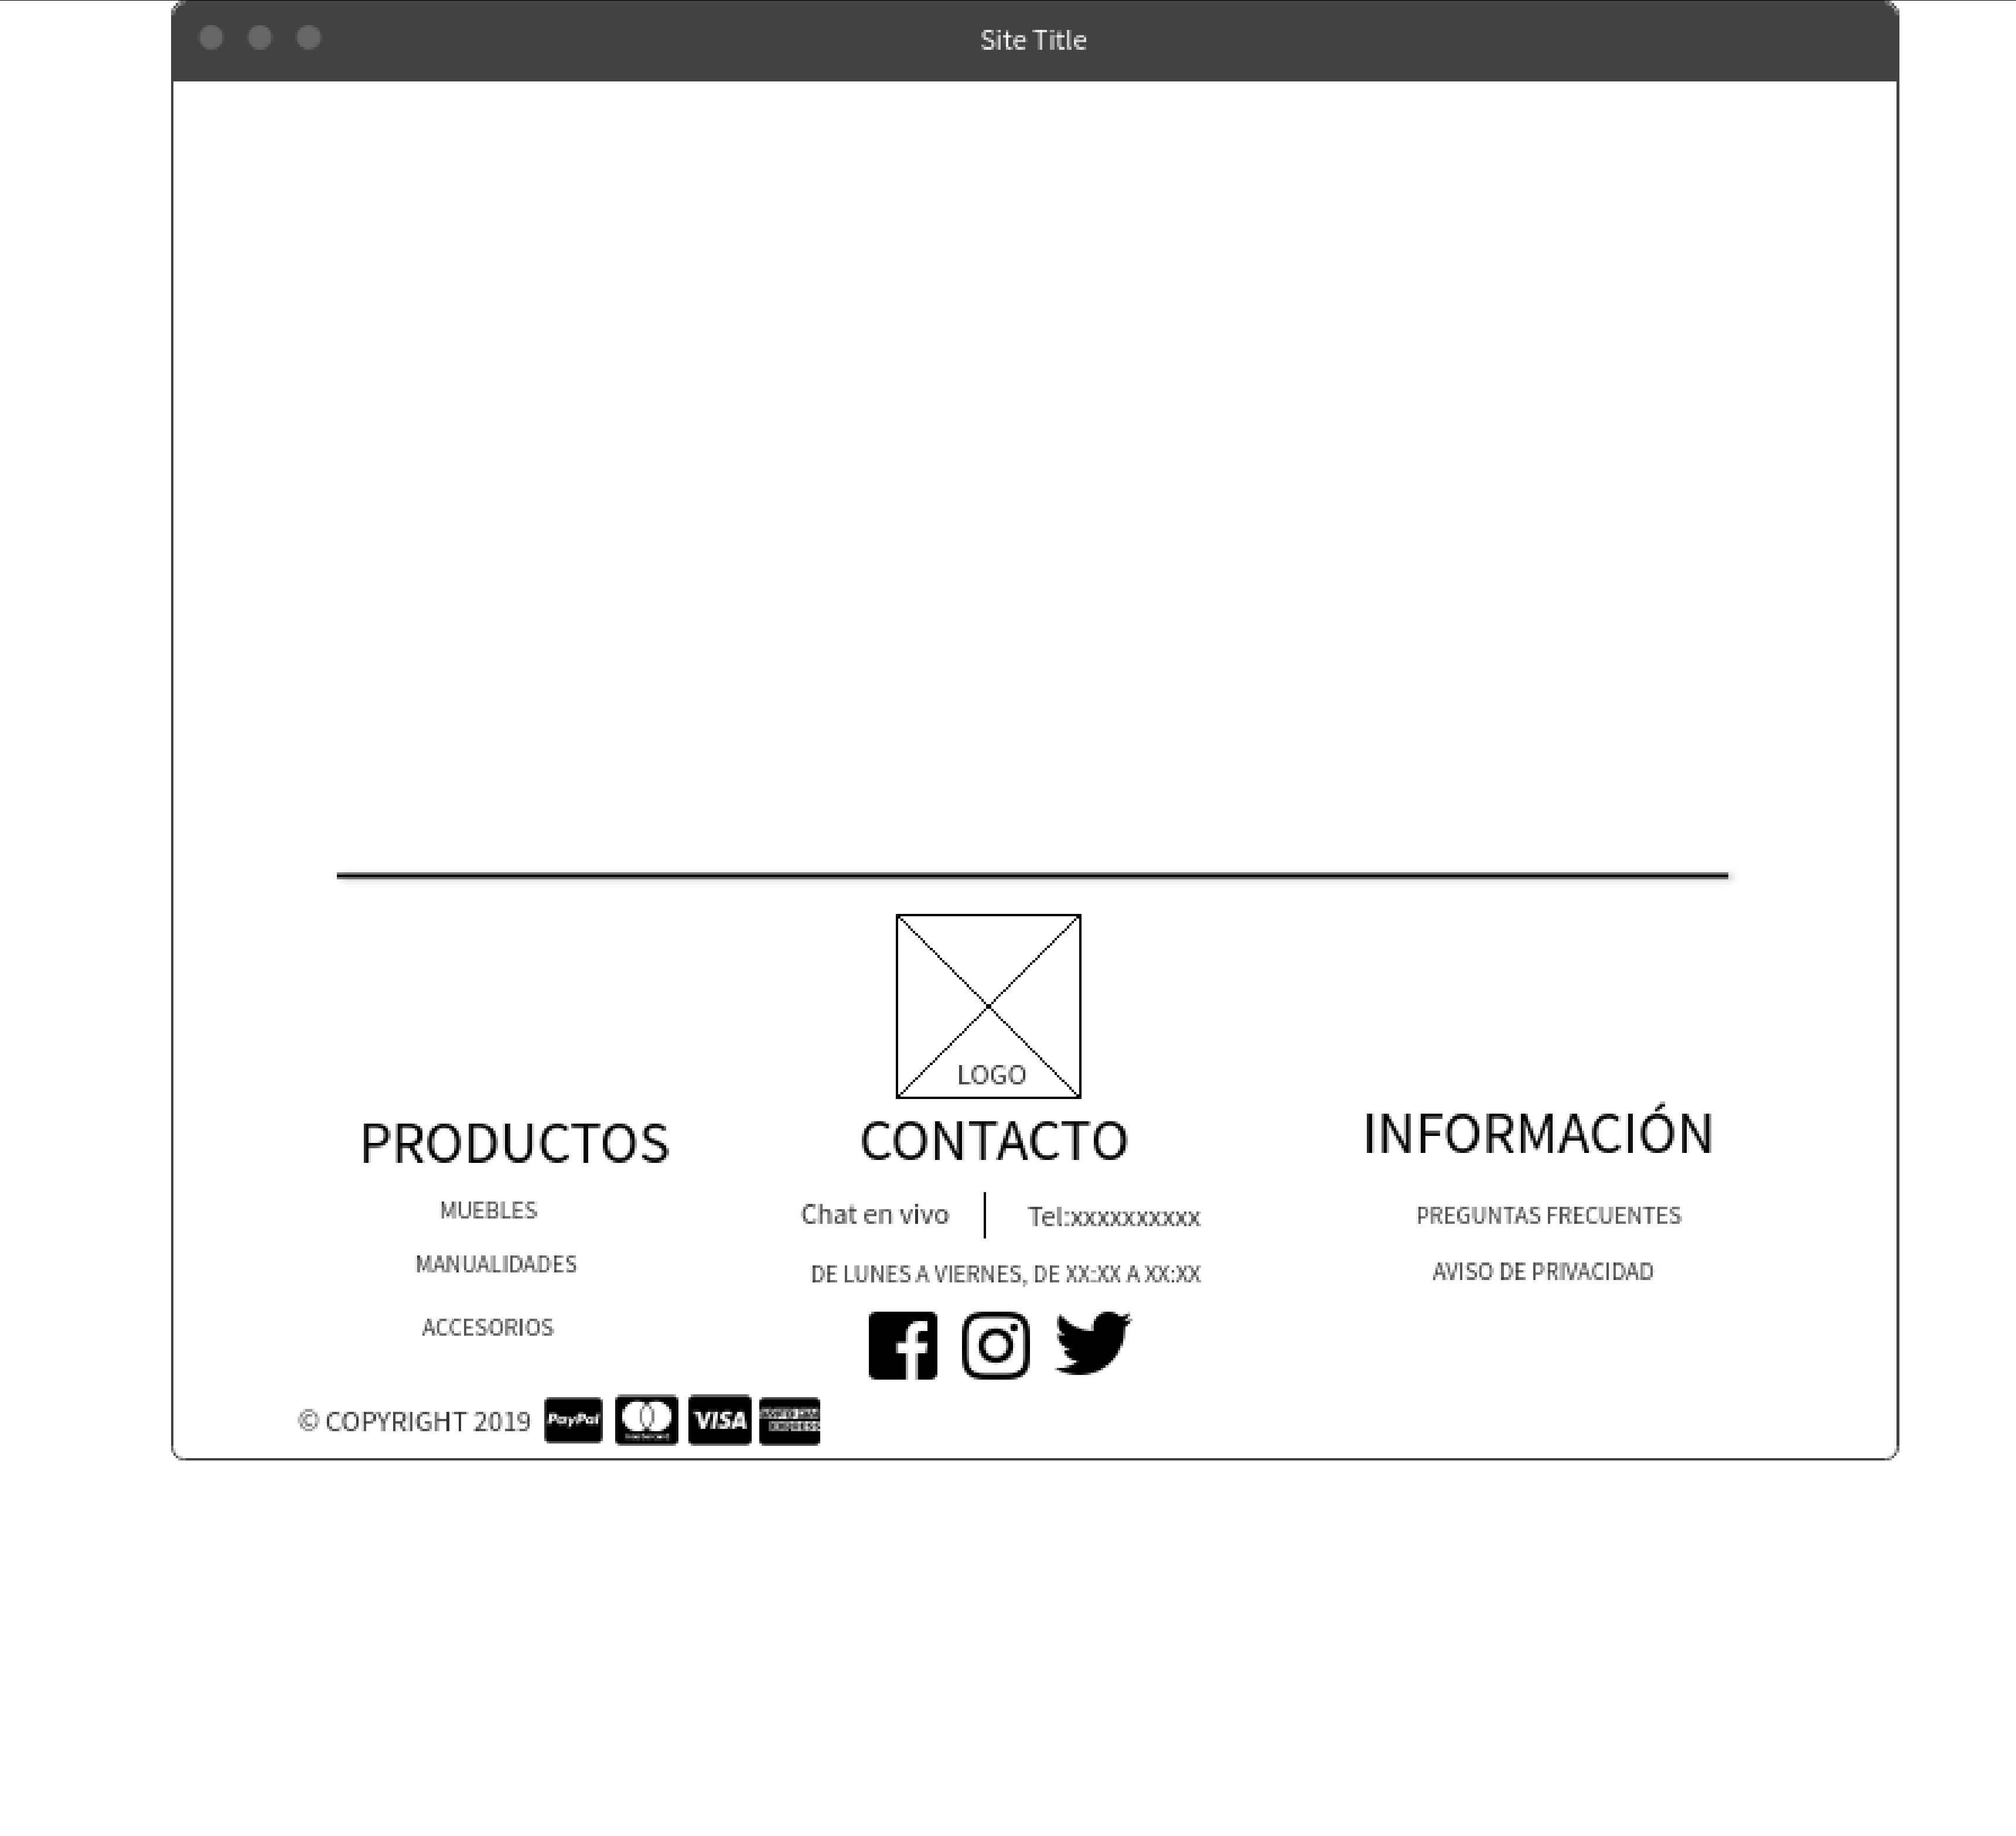 Site Title
LOGO
PRODUCTOS
MUEBLES
MANUALIDADES
ACCESORIOS
CONTACTO
Chat en vivo
Tel:xxxxxxxxxx
DE LUNES A VIERNES, DE XX:XX A XX:XX
INFORMACIÓN
PREGUNTAS FRECUENTES
AVISO DE PRIVACIDAD
© COPYRIGHT 2019
PayPal
VISA
EXPRESS